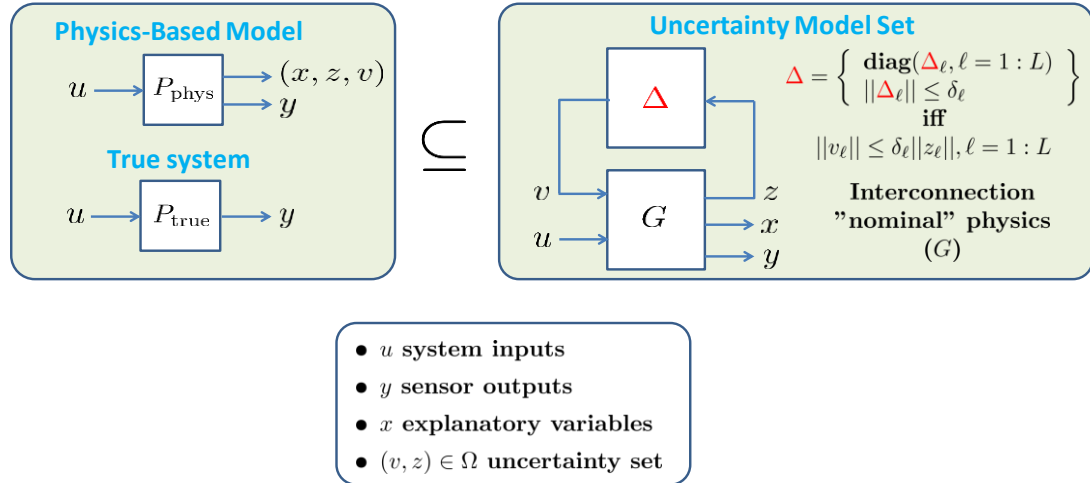 Physics-Based Model
u
P_phys
(x, z, v)
y
True system
u
P_true
y
⊆
Uncertainty Model Set
Δ
v
u
G
z
x
y
Δ = { diag(Δ_ℓ, ℓ = 1 : L)
||Δ_ℓ|| ≤ δ_ℓ }
iff
||v_ℓ|| ≤ δ_ℓ||z_ℓ||, ℓ = 1 : L
Interconnection
"nominal" physics
(G)
• u system inputs
• y sensor outputs
• x explanatory variables
• (v, z) ∈ Ω uncertainty set